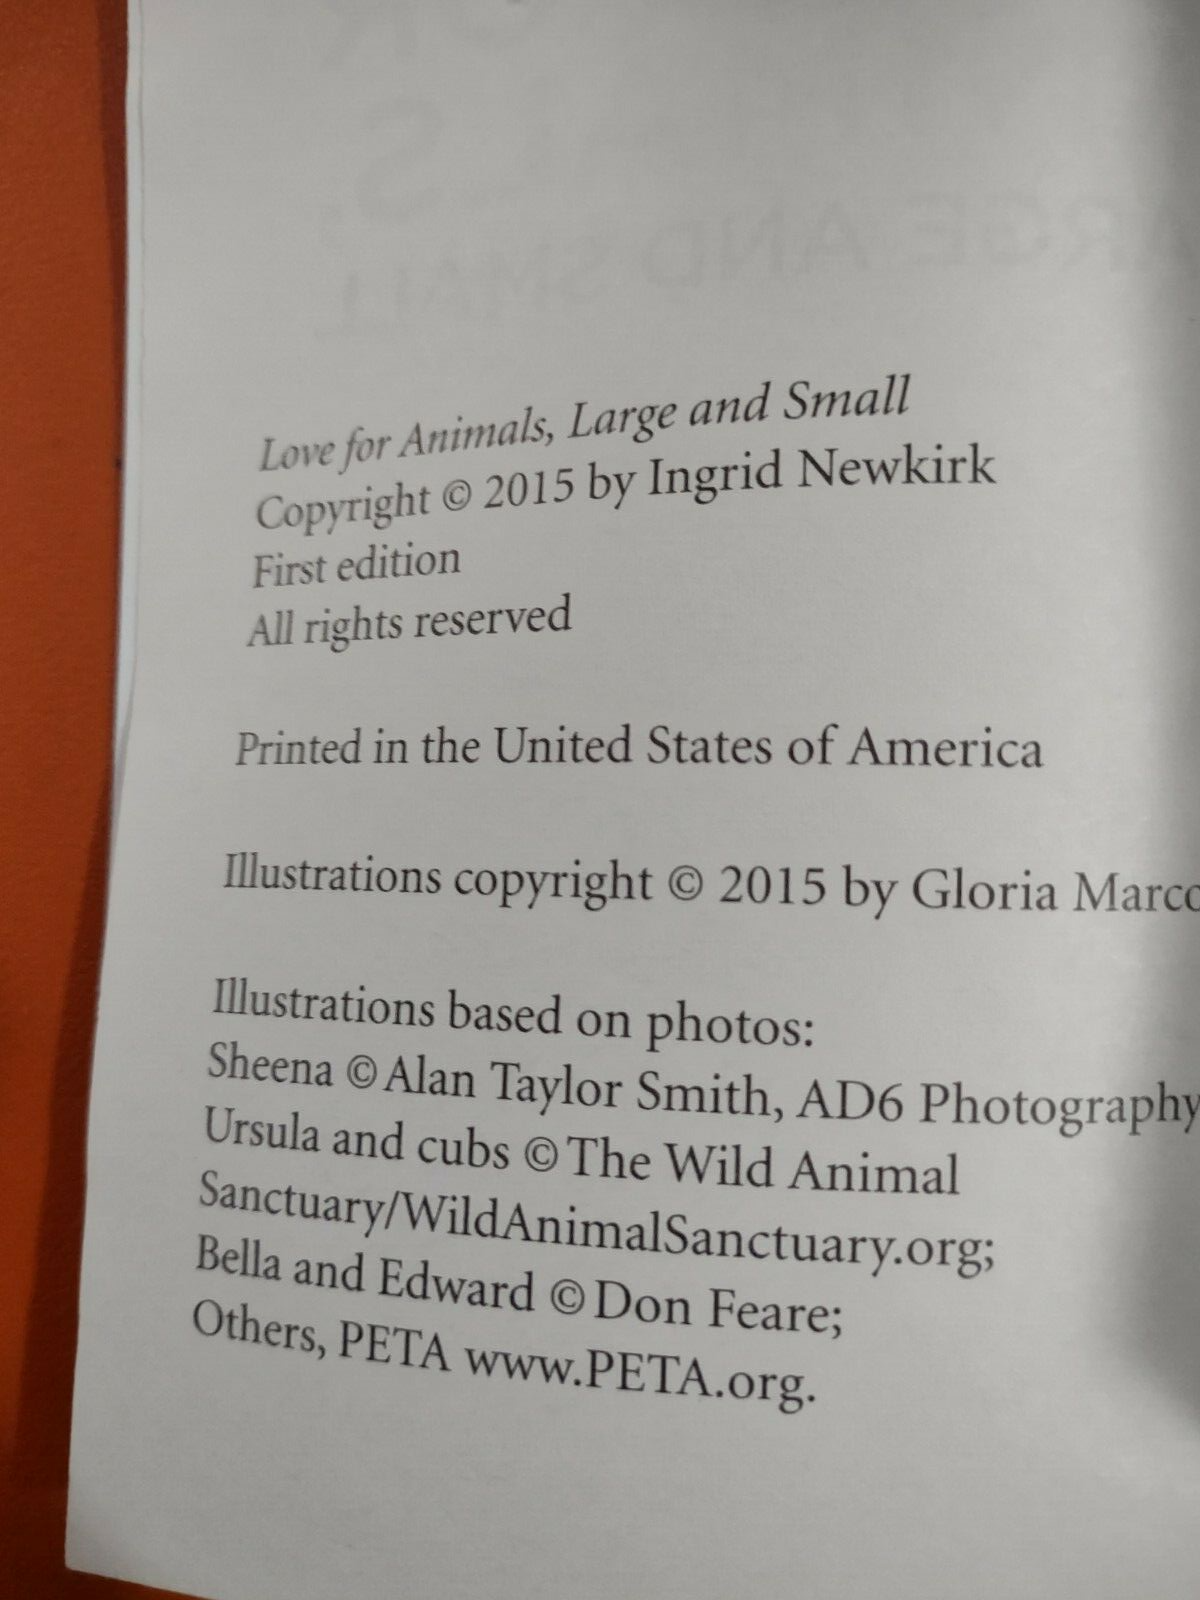 Love for Animals, Large and Small
Copyright © 2015 by Ingrid Newkirk
First edition
All rights reserved
Printed in the United States of America
Illustrations copyright © 2015 by Gloria
Illustrations based on photos:
Sheena © Alan Taylor Smith, AD6 Photography
Ursula and cubs © The Wild Animal
Sanctuary/WildAnimalSanctuary.org;
Bella and Edward © Don Feare;
Others, PETA www.PETA.org.